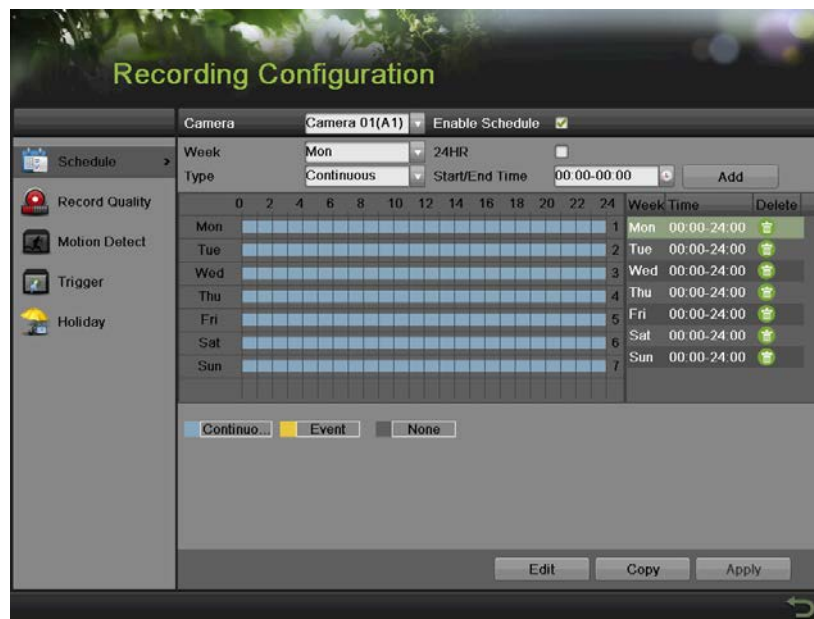 Recording Configuration
Camera Camera 01(A1) Enable Schedule
Week Mon 24HR
Type Continuous Start/End Time 00:00-00:00 Add
Schedule >
Record Quality
Motion Detect
Trigger
Holiday
0 2 4 6 8 10 12 14 16 18 20 22 24 Week Time Delete
Mon 1 Mon 00:00-24:00
Tue 2 Tue 00:00-24:00
Wed 3 Wed 00:00-24:00
Thu 4 Thu 00:00-24:00
Fri 5 Fri 00:00-24:00
Sat 6 Sat 00:00-24:00
Sun 7 Sun 00:00-24:00
Continuo... Event None
Edit Copy Apply